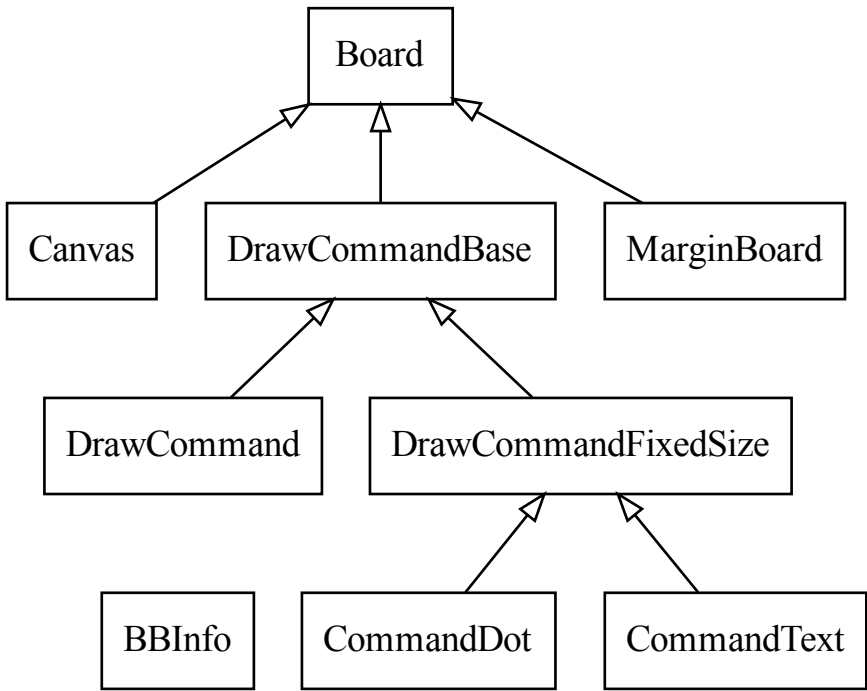 Board
Canvas
DrawCommandBase
MarginBoard
DrawCommand
DrawCommandFixedSize
BBInfo
CommandDot
CommandText